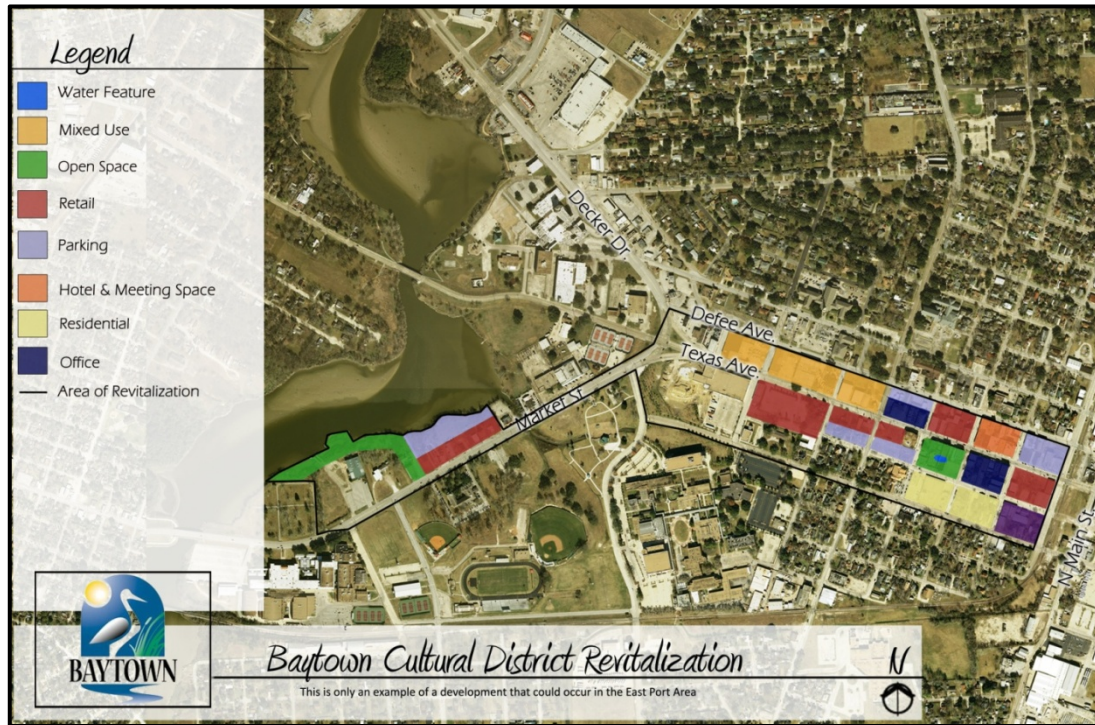 Legend
Water Feature
Mixed Use
Open Space
Retail
Parking
Hotel & Meeting Space
Residential
Office
Area of Revitalization
Decker Dr.
Defee Ave.
Texas Ave.
Market St.
N Main St.
BAYTOWN
Baytown Cultural District Revitalization
This is only an example of a development that could occur in the East Port Area
N